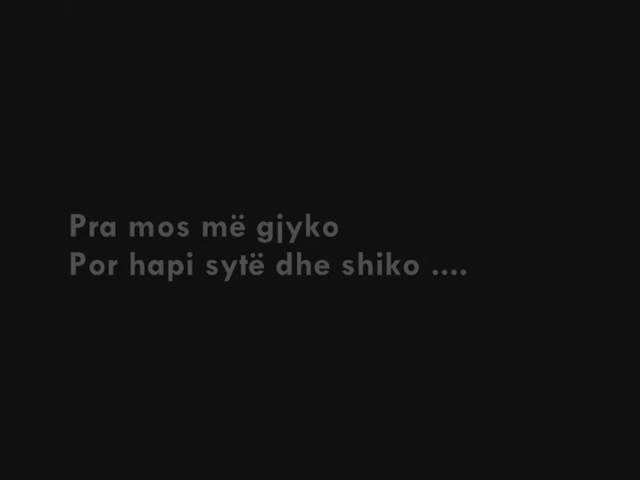 Pra mos më gjyko
Por hapi sytë dhe shiko ....